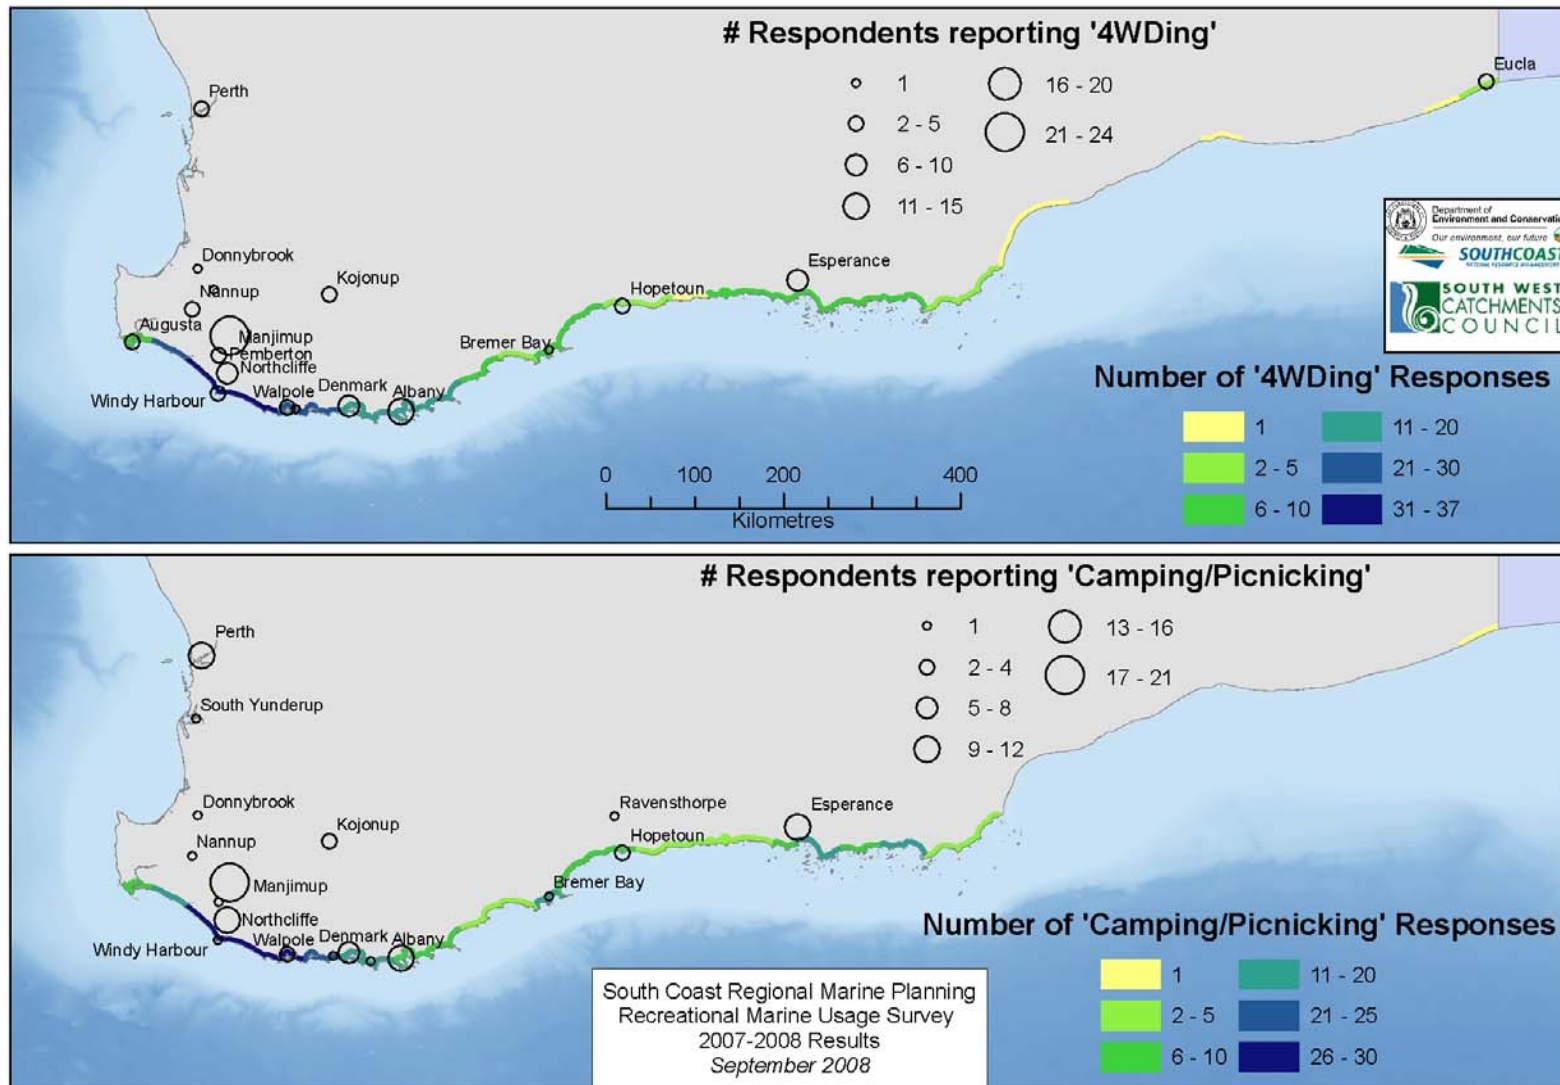 # Respondents reporting '4WDing'
1
2 - 5
6 - 10
11 - 15
16 - 20
21 - 24
Perth
Eucla
Donnybrook
Nannup
Kojonup
Augusta
Manjimup
Pemberton
Northcliffe
Windy Harbour
Walpole
Denmark
Albany
Bremer Bay
Hopetoun
Esperance
Department of
Environment and Conservatio
Our environment, our future
SOUTHCOAST
SOUTH WEST
CATCHMENTS
COUNCIL
Number of '4WDing' Responses
1
2 - 5
6 - 10
11 - 20
21 - 30
31 - 37
0 100 200 400
Kilometres
# Respondents reporting 'Camping/Picnicking'
1
2 - 4
5 - 8
9 - 12
13 - 16
17 - 21
Perth
South Yunderup
Donnybrook
Nannup
Kojonup
Manjimup
Northcliffe
Windy Harbour
Walpole
Denmark
Albany
Bremer Bay
Ravensthorpe
Hopetoun
Esperance
Number of 'Camping/Picnicking' Responses
1
2 - 5
6 - 10
11 - 20
21 - 25
26 - 30
South Coast Regional Marine Planning
Recreational Marine Usage Survey
2007-2008 Results
September 2008